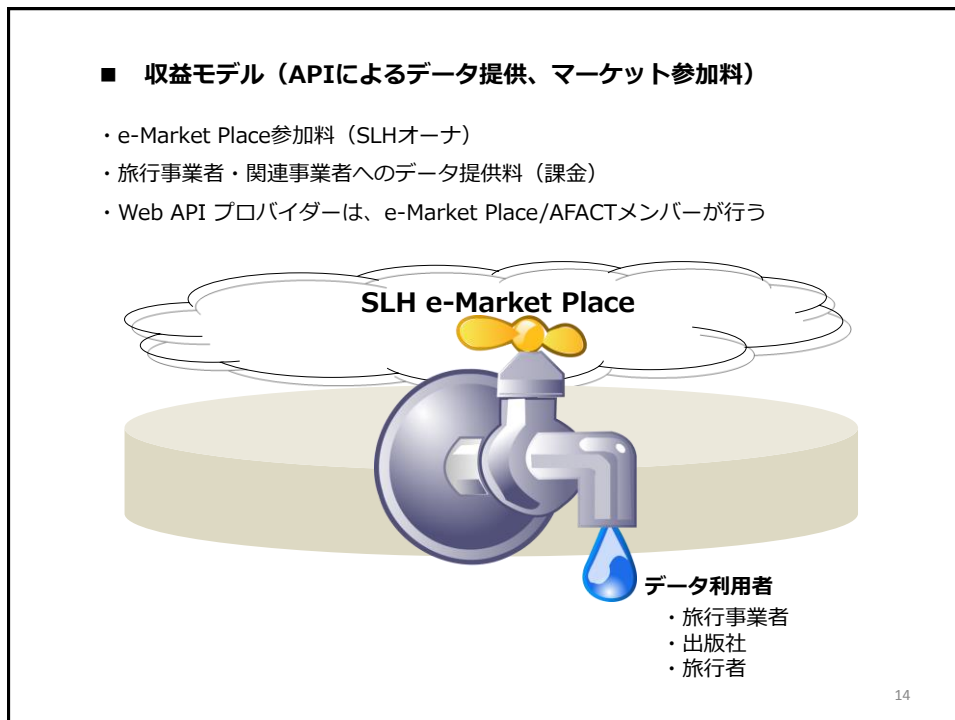 ■ 収益モデル（APIによるデータ提供、マーケット参加料）
・e-Market Place参加料（SLHオーナ）
・旅行事業者・関連事業者へのデータ提供料（課金）
・Web API プロバイダーは、e-Market Place/AFACTメンバーが行う
SLH e-Market Place
データ利用者
・旅行事業者
・出版社
・旅行者
14